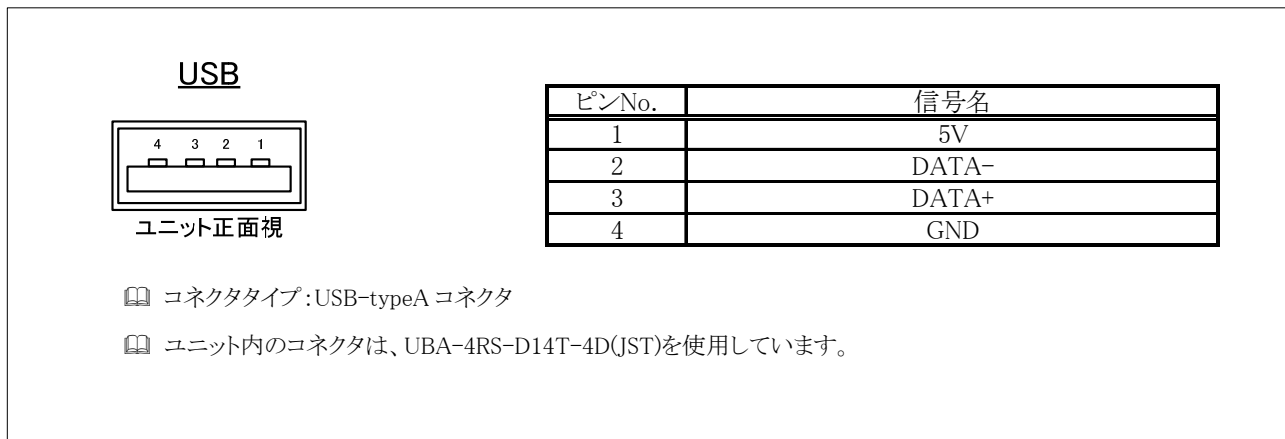 USB
4 3 2 1
ユニット正面視
ピンNo. 信号名
1 5V
2 DATA-
3 DATA+
4 GND
コネクタタイプ:USB-typeA コネクタ
ユニット内のコネクタは、UBA-4RS-D14T-4D(JST)を使用しています。